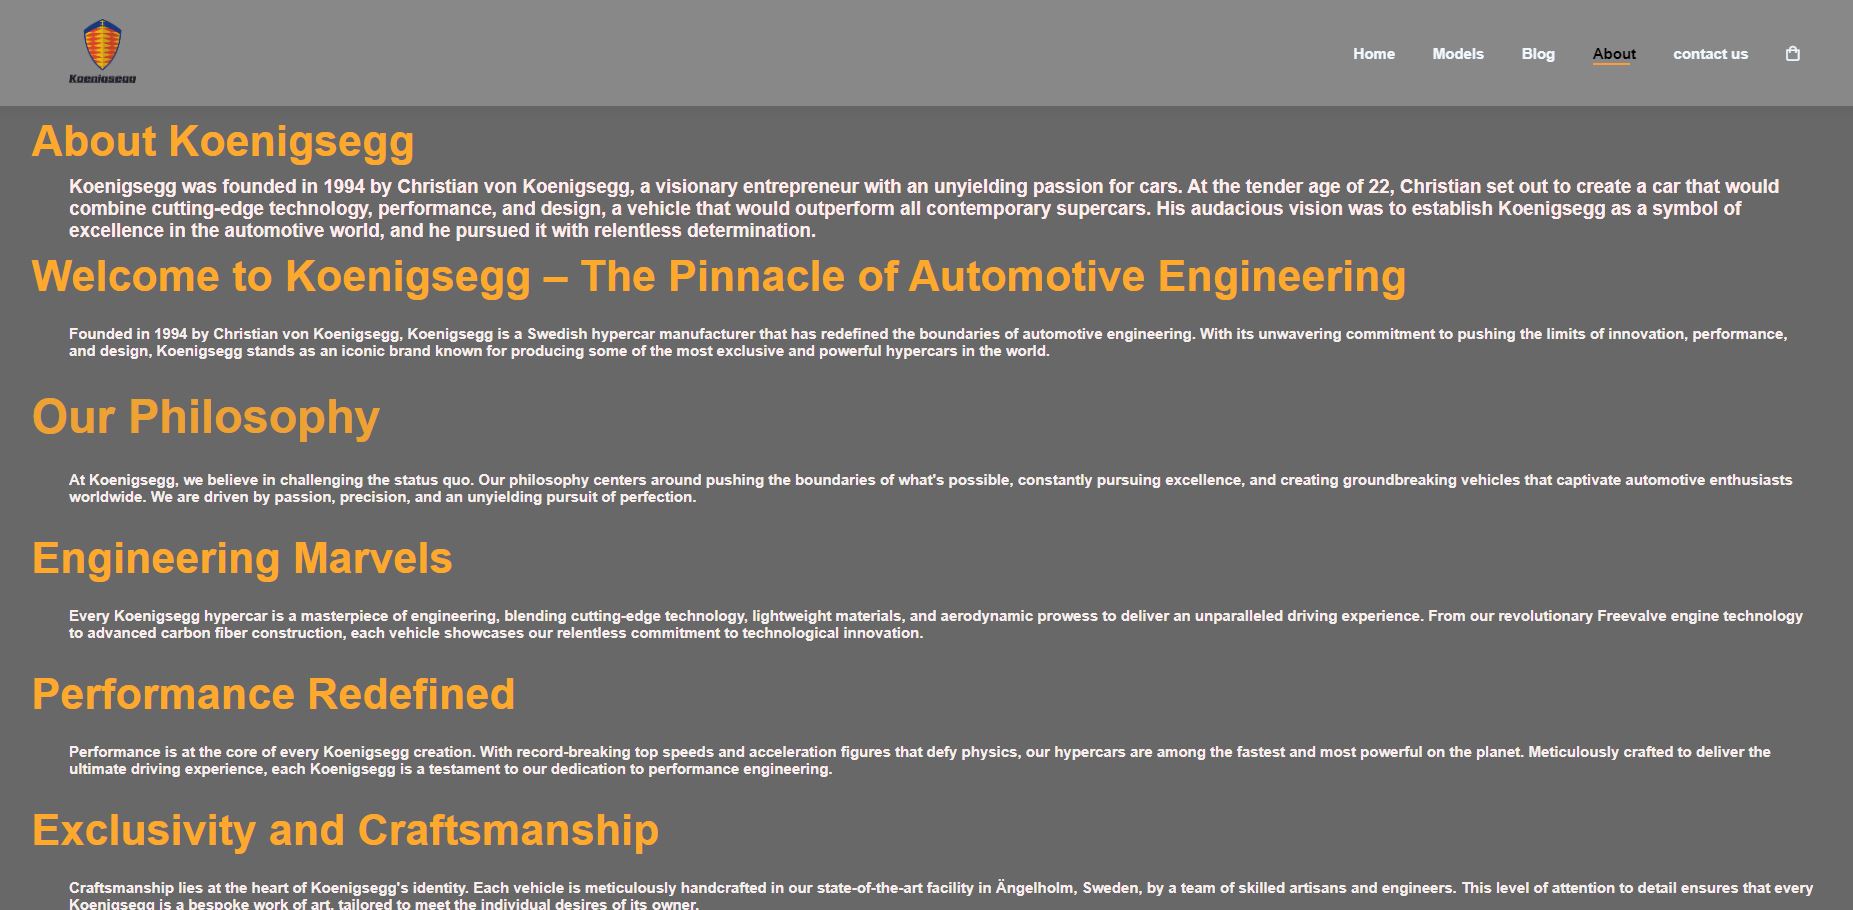 Koenigsegg
Home
Models
Blog
About
contact us
About Koenigsegg
Koenigsegg was founded in 1994 by Christian von Koenigsegg, a visionary entrepreneur with an unyielding passion for cars. At the tender age of 22, Christian set out to create a car that would
combine cutting-edge technology, performance, and design, a vehicle that would outperform all contemporary supercars. His audacious vision was to establish Koenigsegg as a symbol of
excellence in the automotive world, and he pursued it with relentless determination.
Welcome to Koenigsegg – The Pinnacle of Automotive Engineering
Founded in 1994 by Christian von Koenigsegg, Koenigsegg is a Swedish hypercar manufacturer that has redefined the boundaries of automotive engineering. With its unwavering commitment to pushing the limits of innovation, performance,
and design, Koenigsegg stands as an iconic brand known for producing some of the most exclusive and powerful hypercars in the world.
Our Philosophy
At Koenigsegg, we believe in challenging the status quo. Our philosophy centers around pushing the boundaries of what's possible, constantly pursuing excellence, and creating groundbreaking vehicles that captivate automotive enthusiasts
worldwide. We are driven by passion, precision, and an unyielding pursuit of perfection.
Engineering Marvels
Every Koenigsegg hypercar is a masterpiece of engineering, blending cutting-edge technology, lightweight materials, and aerodynamic prowess to deliver an unparalleled driving experience. From our revolutionary Freevalve engine technology
to advanced carbon fiber construction, each vehicle showcases our relentless commitment to technological innovation.
Performance Redefined
Performance is at the core of every Koenigsegg creation. With record-breaking top speeds and acceleration figures that defy physics, our hypercars are among the fastest and most powerful on the planet. Meticulously crafted to deliver the
ultimate driving experience, each Koenigsegg is a testament to our dedication to performance engineering.
Exclusivity and Craftsmanship
Craftsmanship lies at the heart of Koenigsegg's identity. Each vehicle is meticulously handcrafted in our state-of-the-art facility in Ängelholm, Sweden, by a team of skilled artisans and engineers. This level of attention to detail ensures that every
Koenigsegg is a bespoke work of art, tailored to meet the individual desires of its owner.